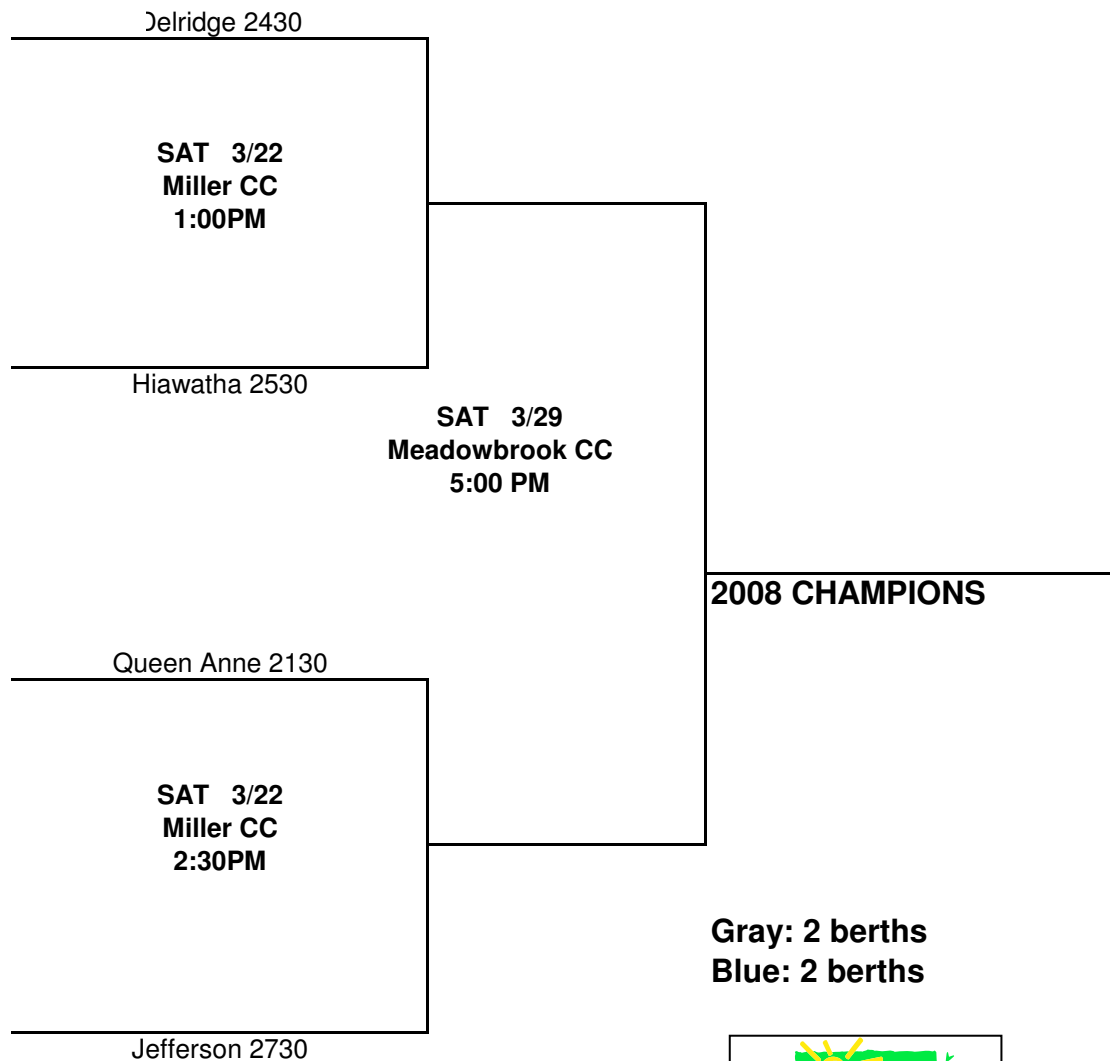 Delridge 2430
SAT 3/22
Miller CC
1:00PM
Hiawatha 2530
SAT 3/29
Meadowbrook CC
5:00 PM
2008 CHAMPIONS
Queen Anne 2130
SAT 3/22
Miller CC
2:30PM
Gray: 2 berths
Blue: 2 berths
Jefferson 2730